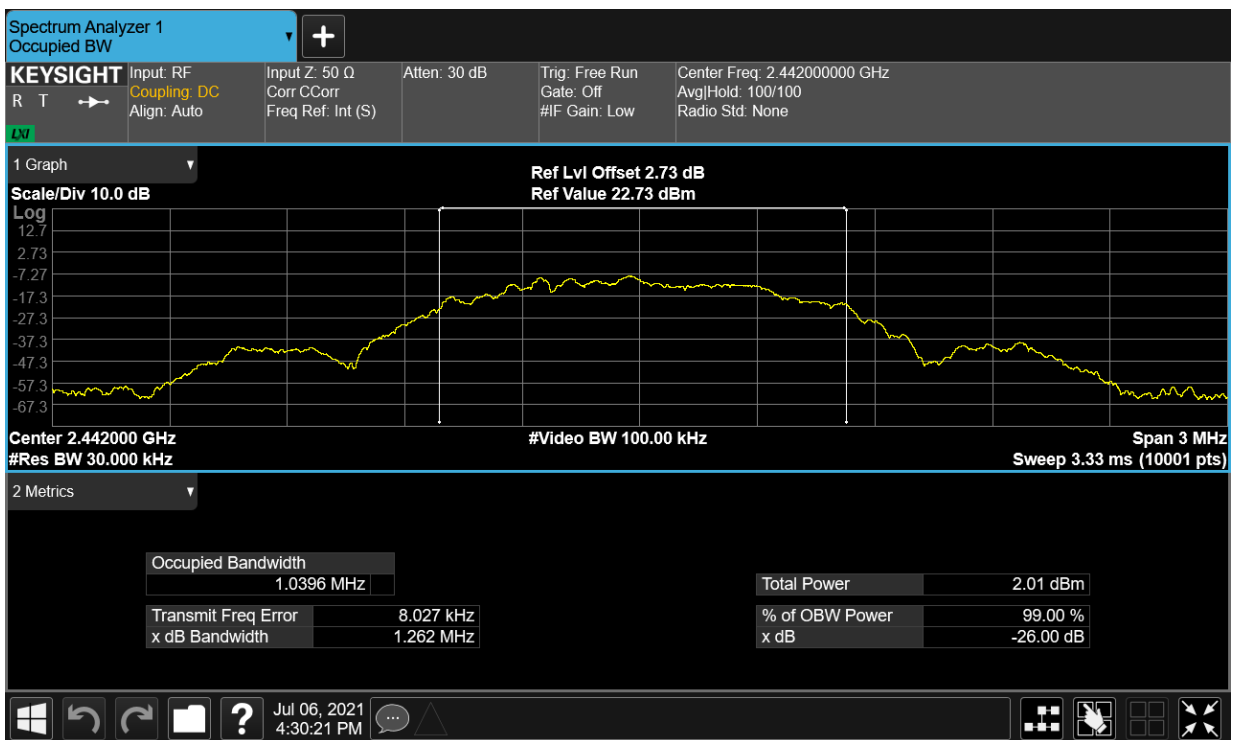 Spectrum Analyzer 1
Occupied BW
▼
+
KEYSIGHT
R T
LXI
Input: RF
Coupling: DC
Align: Auto
Input Z: 50 Ω
Corr CCorr
Freq Ref: Int (S)
Atten: 30 dB
Trig: Free Run
Gate: Off
#IF Gain: Low
Center Freq: 2.442000000 GHz
Avg|Hold: 100/100
Radio Std: None
1 Graph ▼
Ref Lvl Offset 2.73 dB
Scale/Div 10.0 dB
Ref Value 22.73 dBm
Log
12.7
2.73
-7.27
-17.3
-27.3
-37.3
-47.3
-57.3
-67.3
Center 2.442000 GHz
#Video BW 100.00 kHz
Span 3 MHz
#Res BW 30.000 kHz
Sweep 3.33 ms (10001 pts)
2 Metrics ▼
Occupied Bandwidth
1.0396 MHz
Total Power 2.01 dBm
Transmit Freq Error 8.027 kHz
% of OBW Power 99.00 %
x dB Bandwidth 1.262 MHz
x dB -26.00 dB
?
Jul 06, 2021
4:30:21 PM